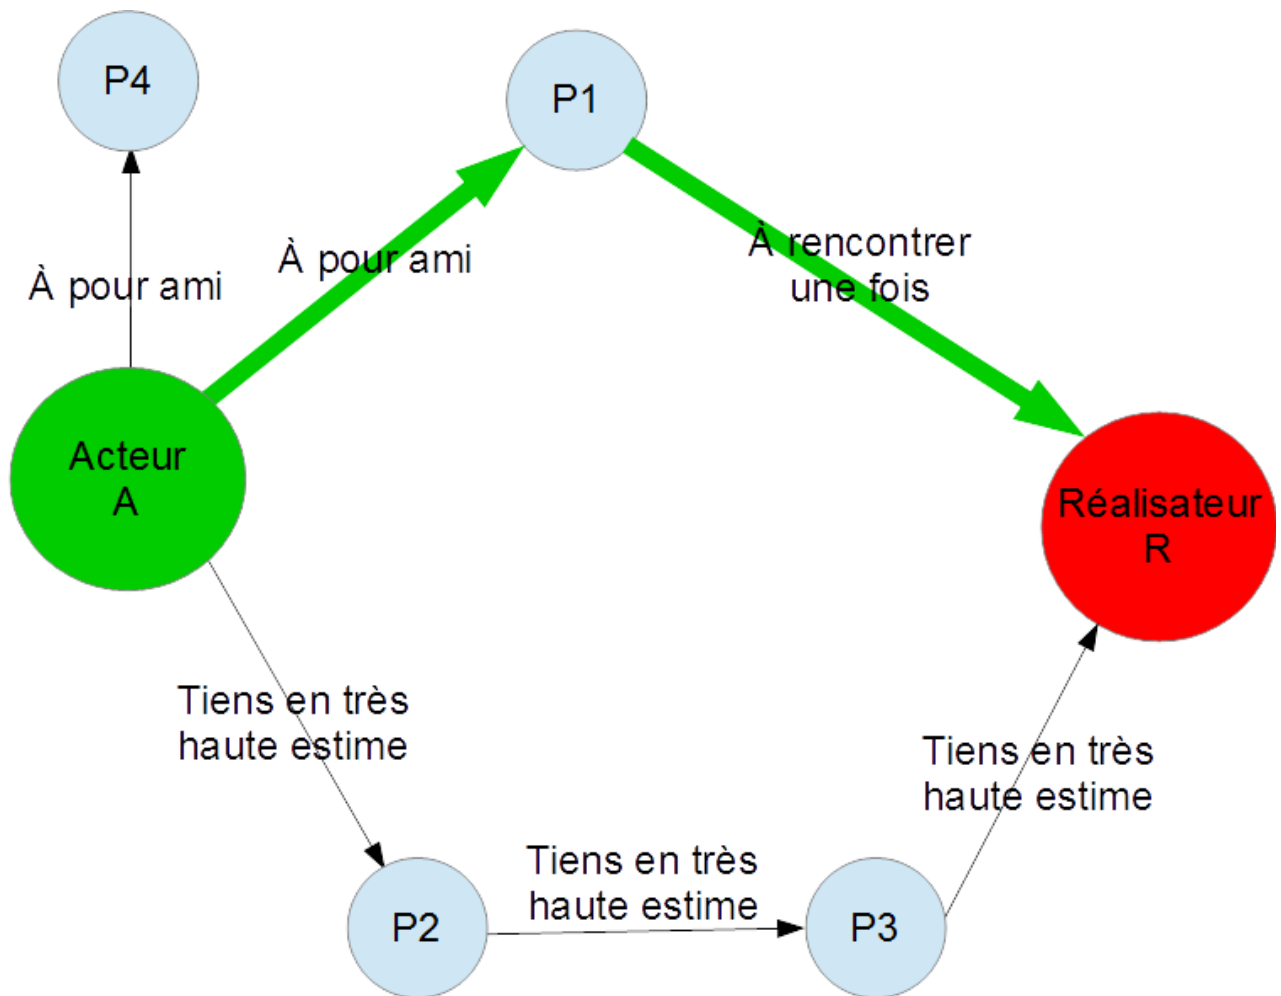 P4
P1
À pour ami
À pour ami
À rencontrer
une fois
Acteur
A
Réalisateur
R
Tiens en très
haute estime
Tiens en très
haute estime
Tiens en très
haute estime
P2
P3